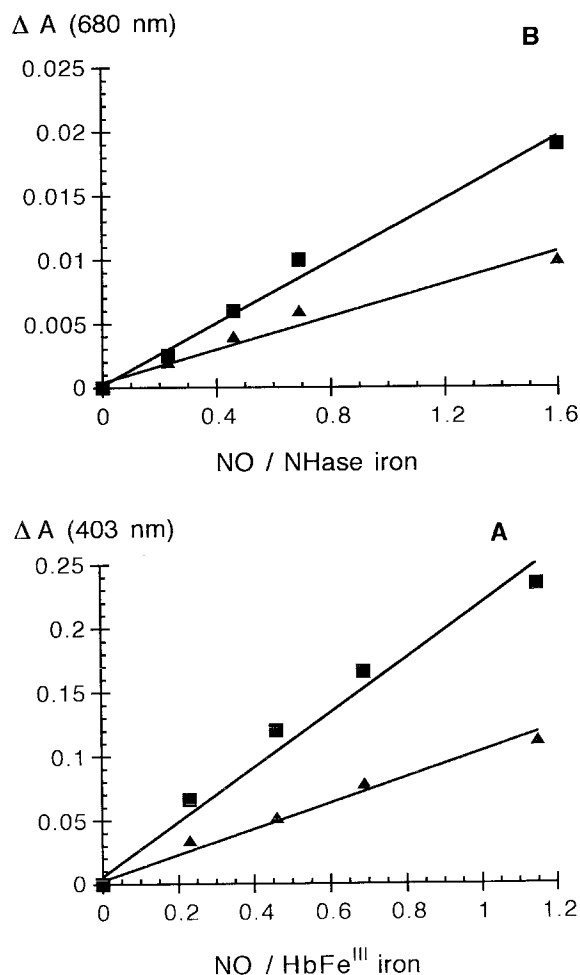 Δ A (680 nm)
B
0.025
0.02
0.015
0.01
0.005
0
0 0.4 0.8 1.2 1.6
NO / NHase iron
Δ A (403 nm)
A
0.25
0.2
0.15
0.1
0.05
0
0 0.2 0.4 0.6 0.8 1 1.2
NO / HbFeIII iron